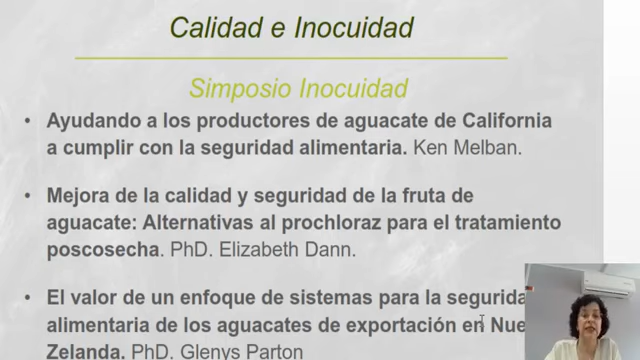 Calidad e Inocuidad
Simposio Inocuidad
• Ayudando a los productores de aguacate de California
a cumplir con la seguridad alimentaria. Ken Melban.
• Mejora de la calidad y seguridad de la fruta de
aguacate: Alternativas al prochloraz para el tratamiento
poscosecha. PhD. Elizabeth Dann.
• El valor de un enfoque de sistemas para la
alimentaria de los aguacates de exportación en
Zelanda. PhD. Glenys Parton